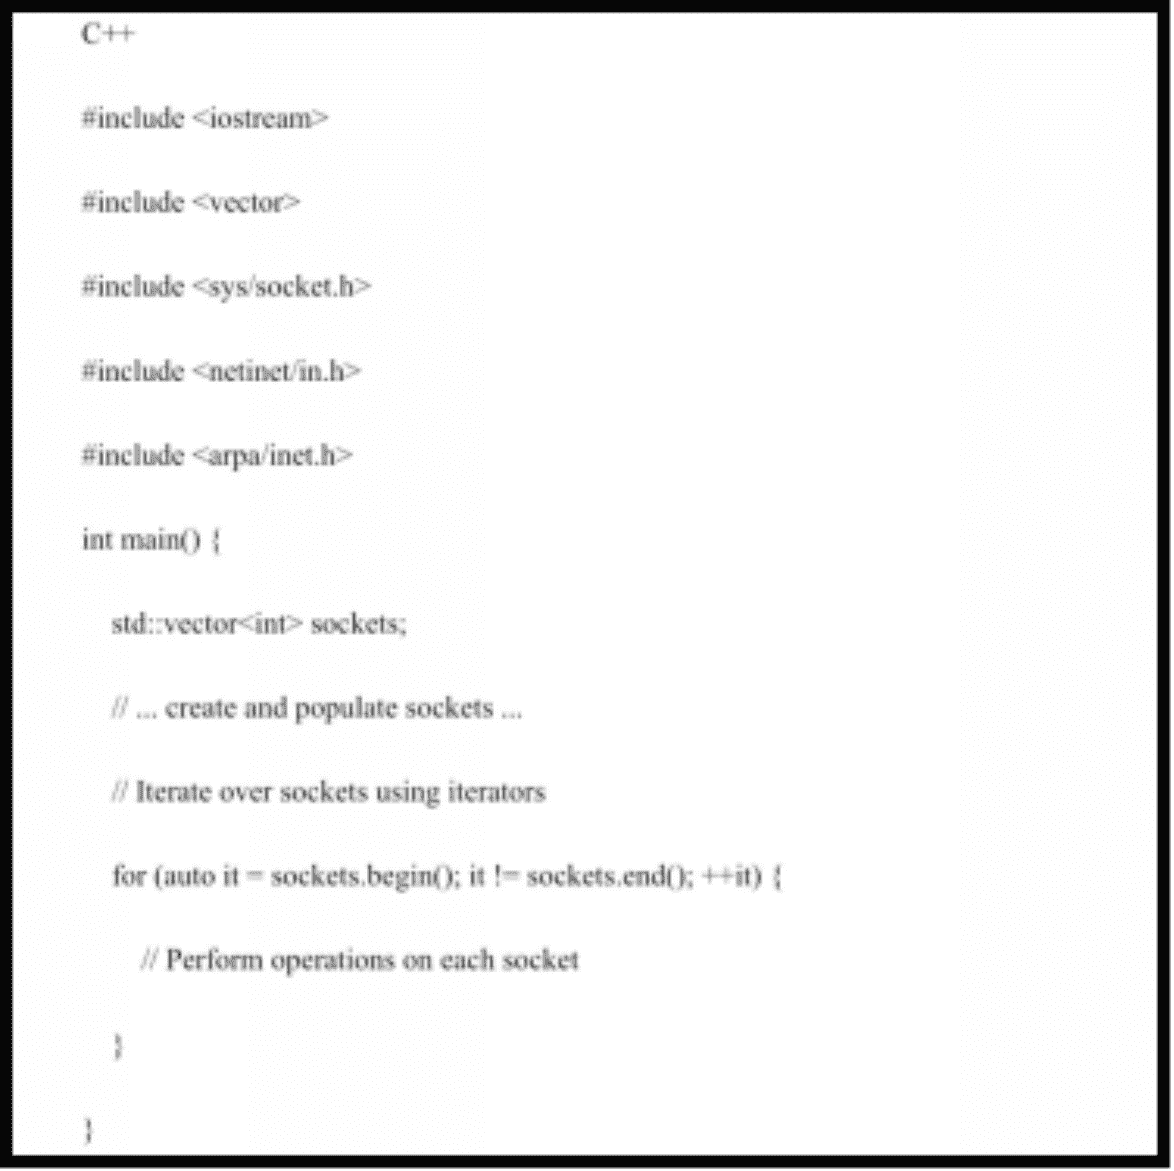 C++
#include <iostream>
#include <vector>
#include <sys/socket.h>
#include <netinet/in.h>
#include <arpa/inet.h>
int main() {
std::vector<int> sockets;
// ... create and populate sockets ...
// Iterate over sockets using iterators
for (auto it = sockets.begin(); it != sockets.end(); ++it) {
// Perform operations on each socket
}
}